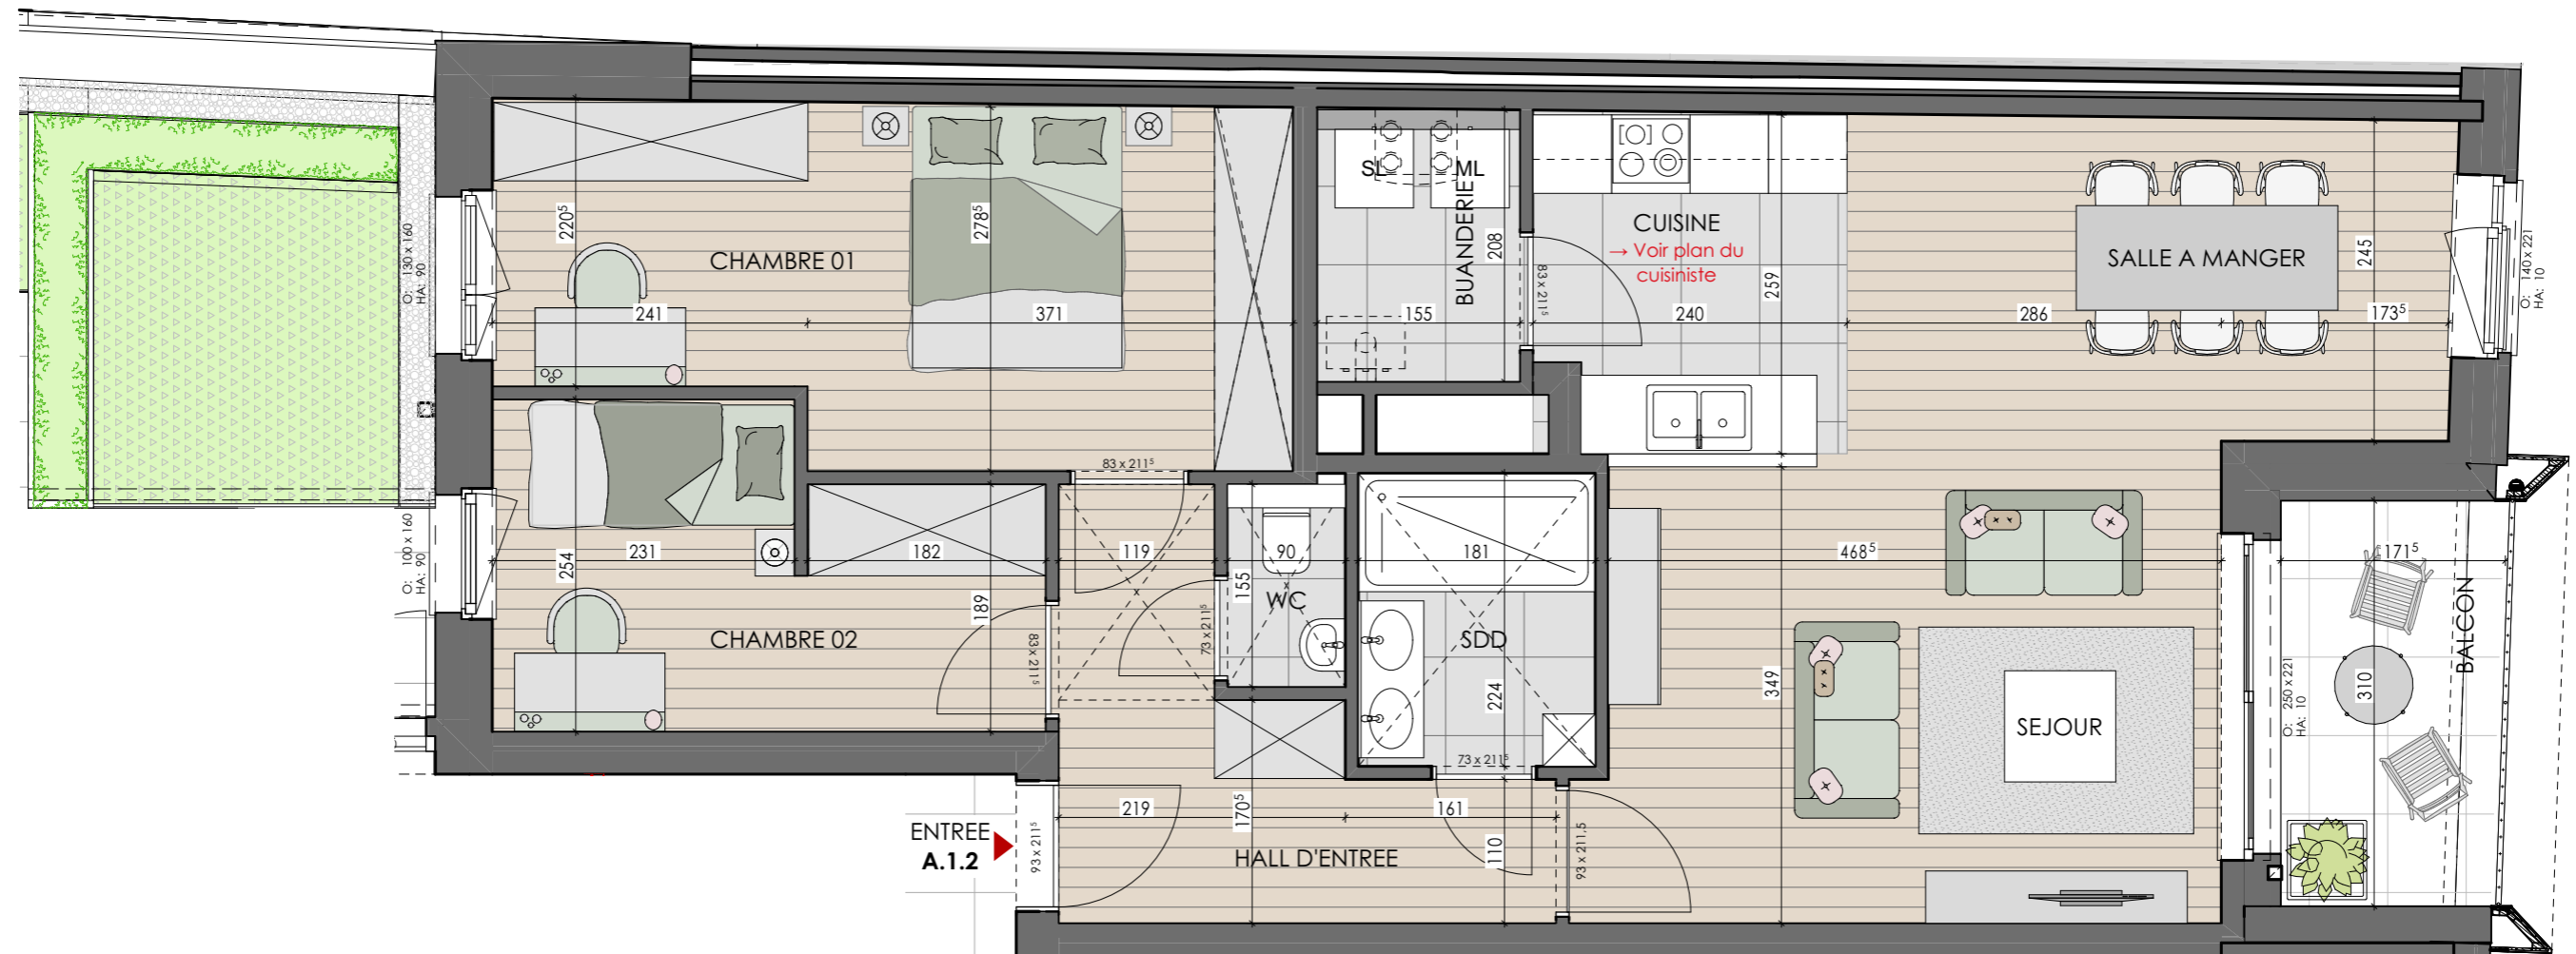 O: 130 x 160
HA: 90
220⁵
CHAMBRE 01
241
278⁵
371
SL
ML
BUANDERIE
208
155
83 x 211⁵
CUISINE
→ Voir plan du
cuisiniste
259
240
286
SALLE A MANGER
245
173⁵
O: 140 x 221
HA: 10
O: 100 x 160
HA: 90
254
231
182
189
CHAMBRE 02
83 x 211⁵
83 x 211⁵
119
73 x 211⁵
155
90
WC
181
SDD
224
73 x 211⁵
468⁵
349
SEJOUR
O: 250 x 221
HA: 10
171⁵
310
BALCON
ENTREE
A.1.2
93 x 211⁵
219
170⁵
161
110
HALL D'ENTREE
93 x 211,5